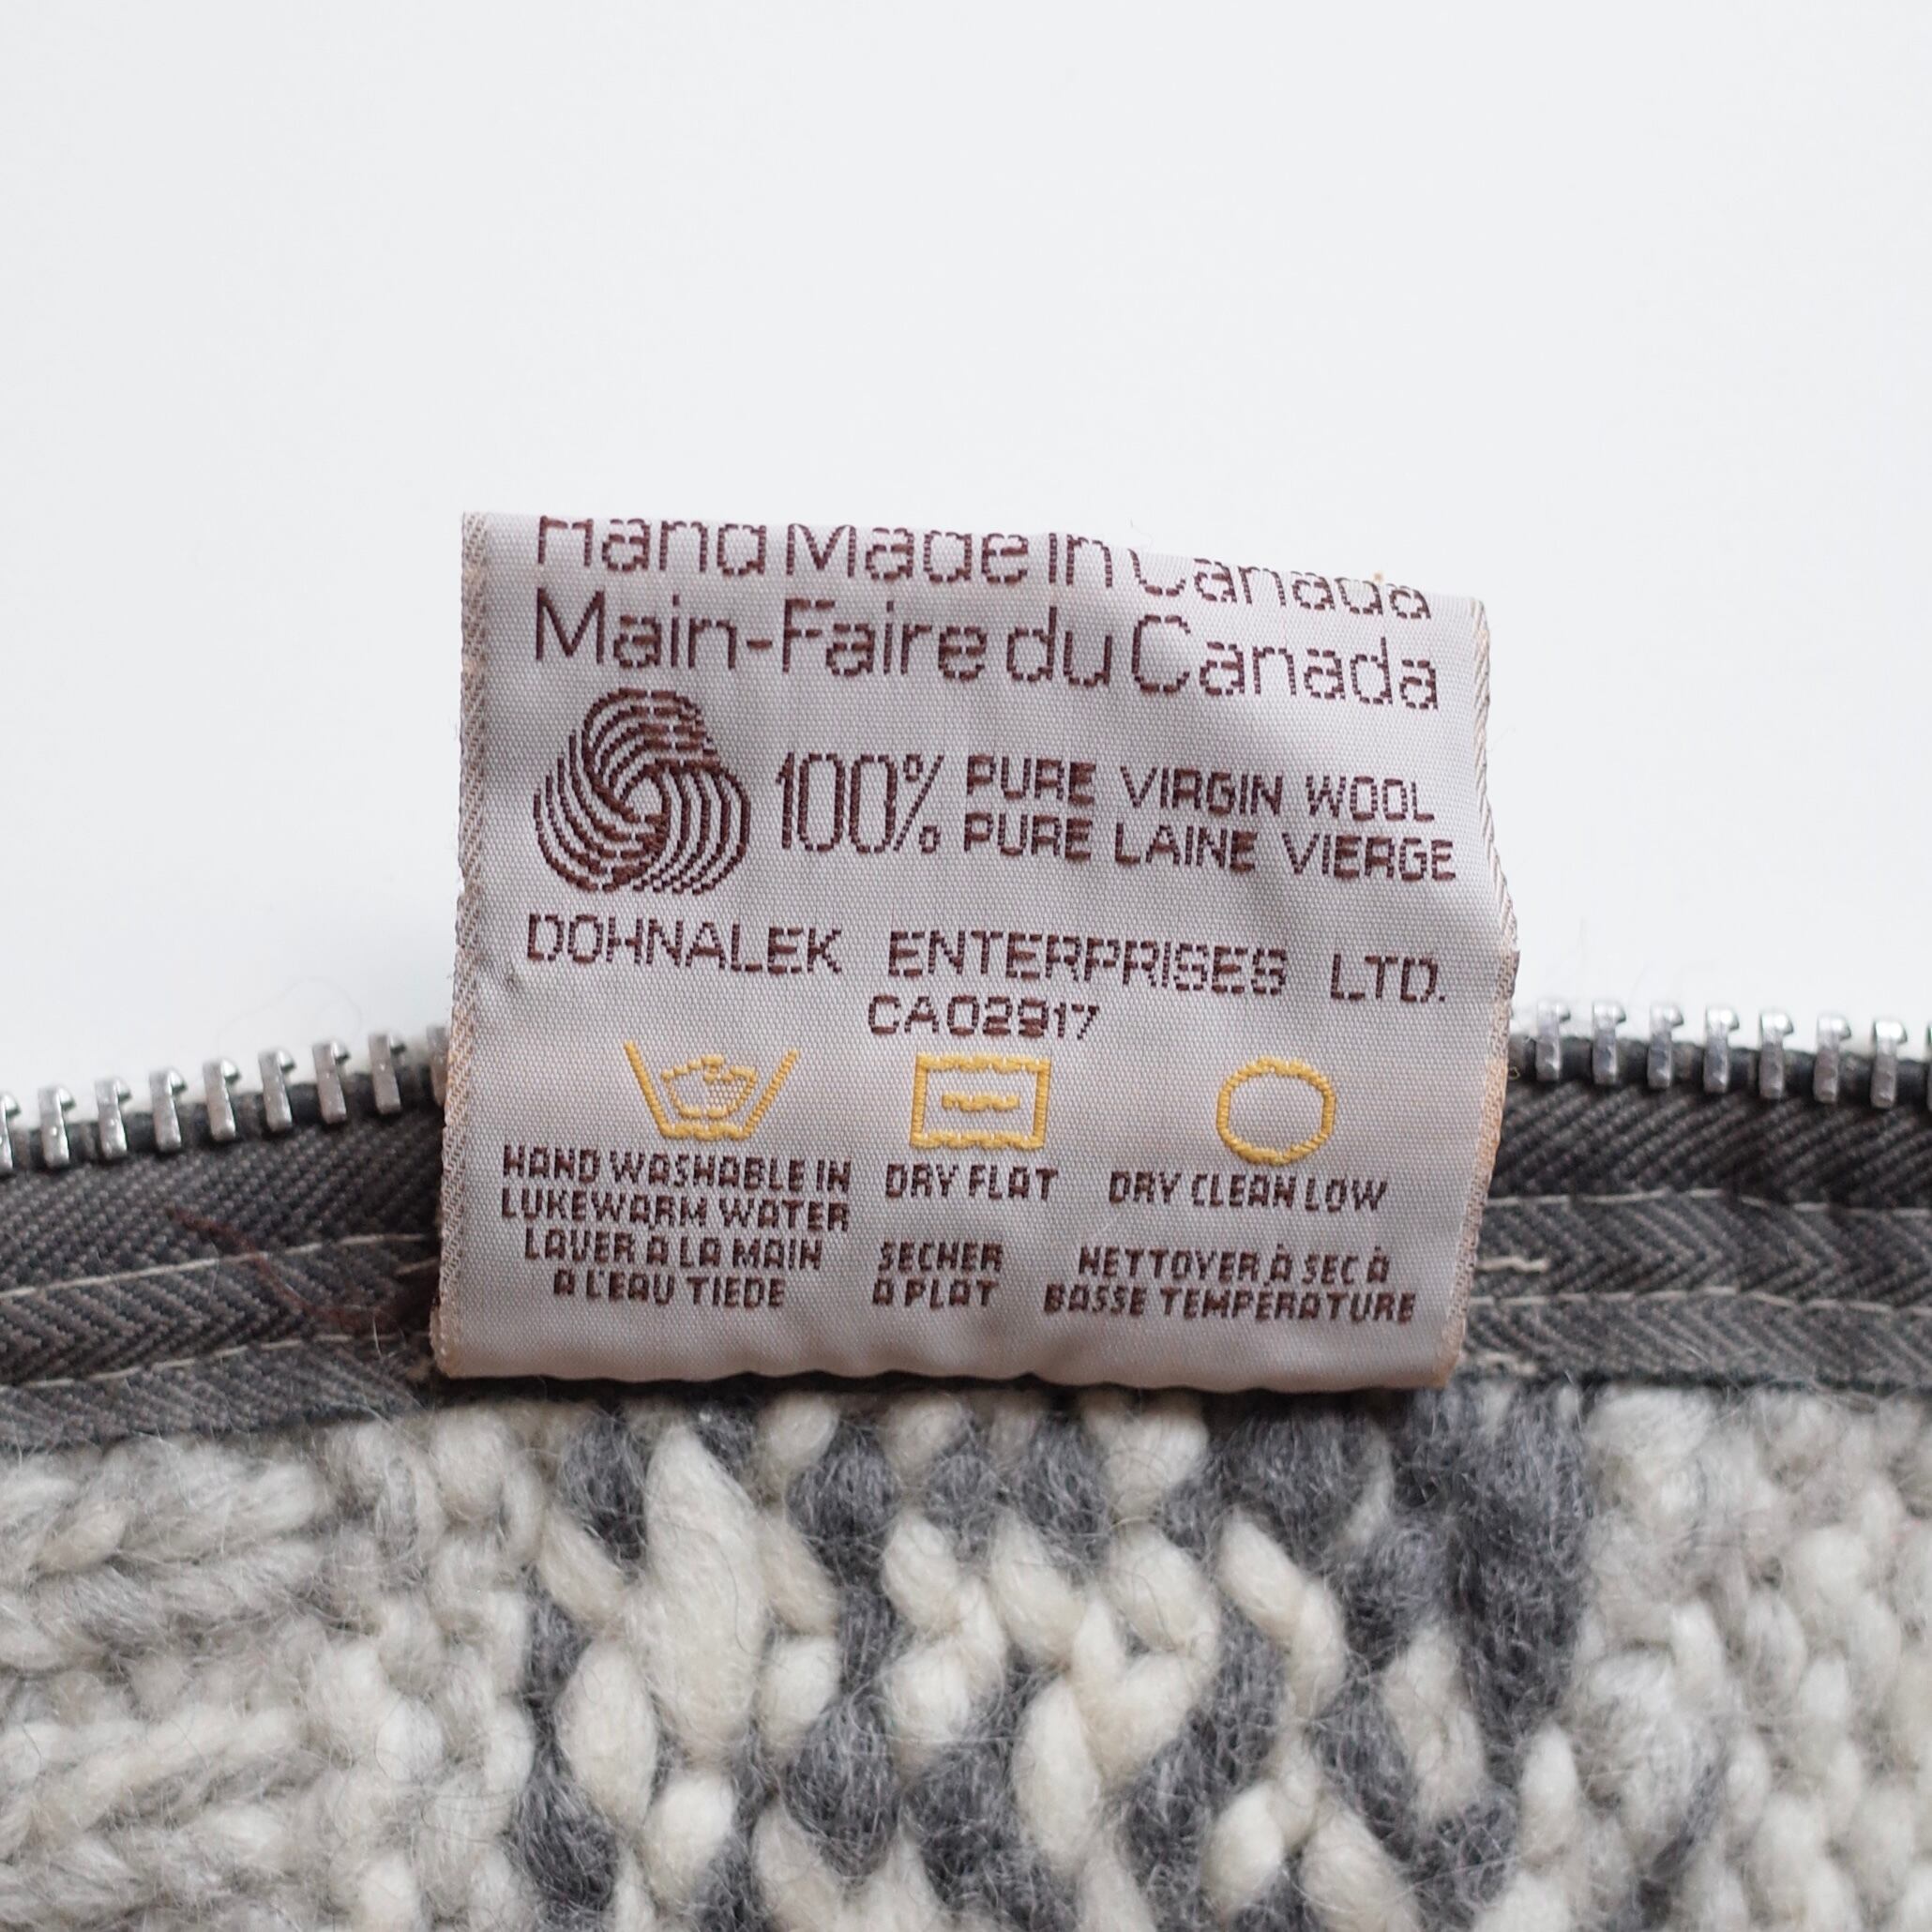 Hand Made in Canada
Main-Faire du Canada
100% PURE VIRGIN WOOL
PURE LAINE VIERGE
DOHNALEK ENTERPRISES LTD.
CA02917
HAND WASHABLE IN
LUKEWARM WATER
LAVER A LA MAIN
A L'EAU TIEDE
DRY FLAT
SECHER
A PLAT
DRY CLEAN LOW
NETTOYER À SEC À
BASSE TEMPÉRATURE